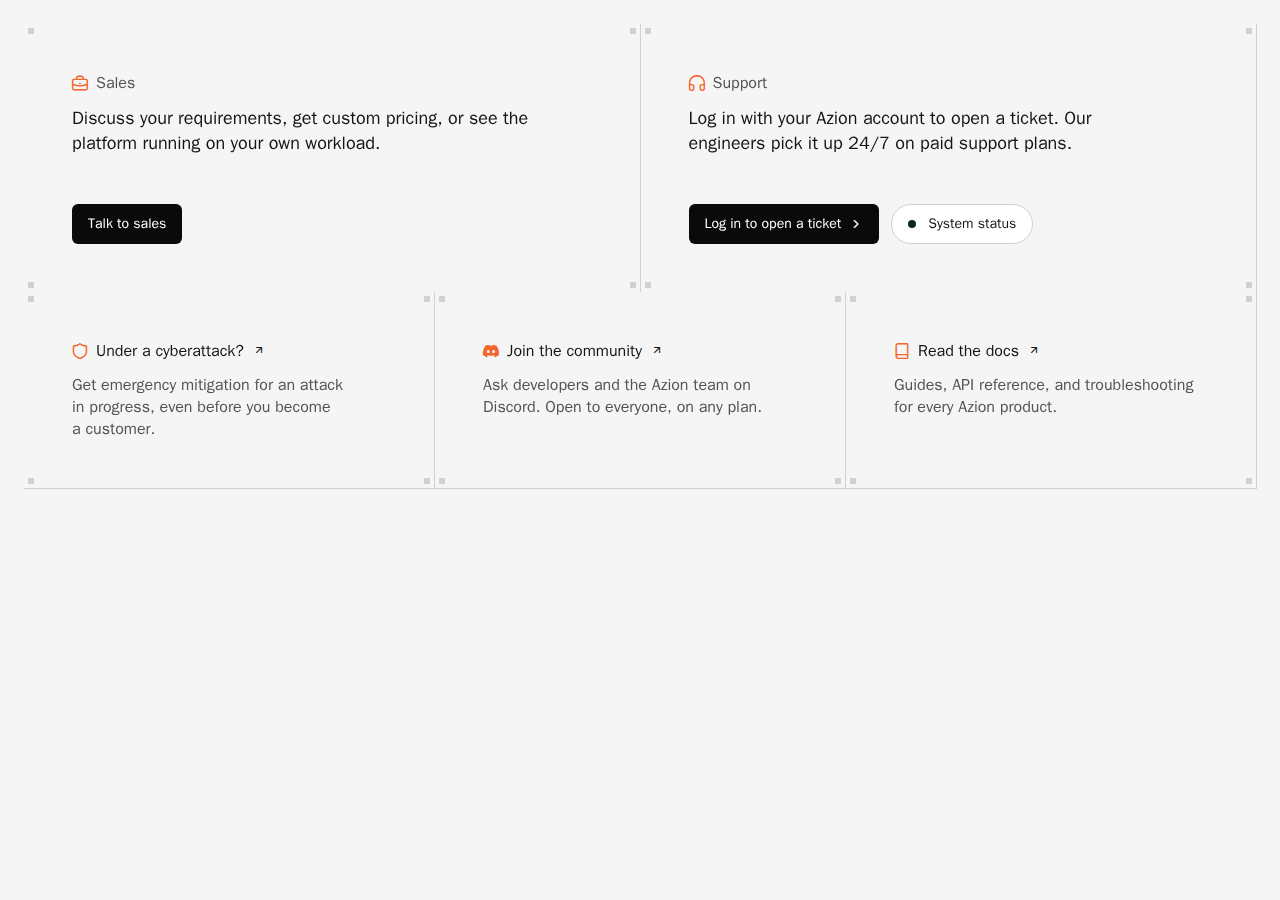 Sales
Discuss your requirements, get custom pricing, or see the
platform running on your own workload.
Talk to sales
Support
Log in with your Azion account to open a ticket. Our
engineers pick it up 24/7 on paid support plans.
Log in to open a ticket
System status
Under a cyberattack?
Get emergency mitigation for an attack
in progress, even before you become
a customer.
Join the community
Ask developers and the Azion team on
Discord. Open to everyone, on any plan.
Read the docs
Guides, API reference, and troubleshooting
for every Azion product.